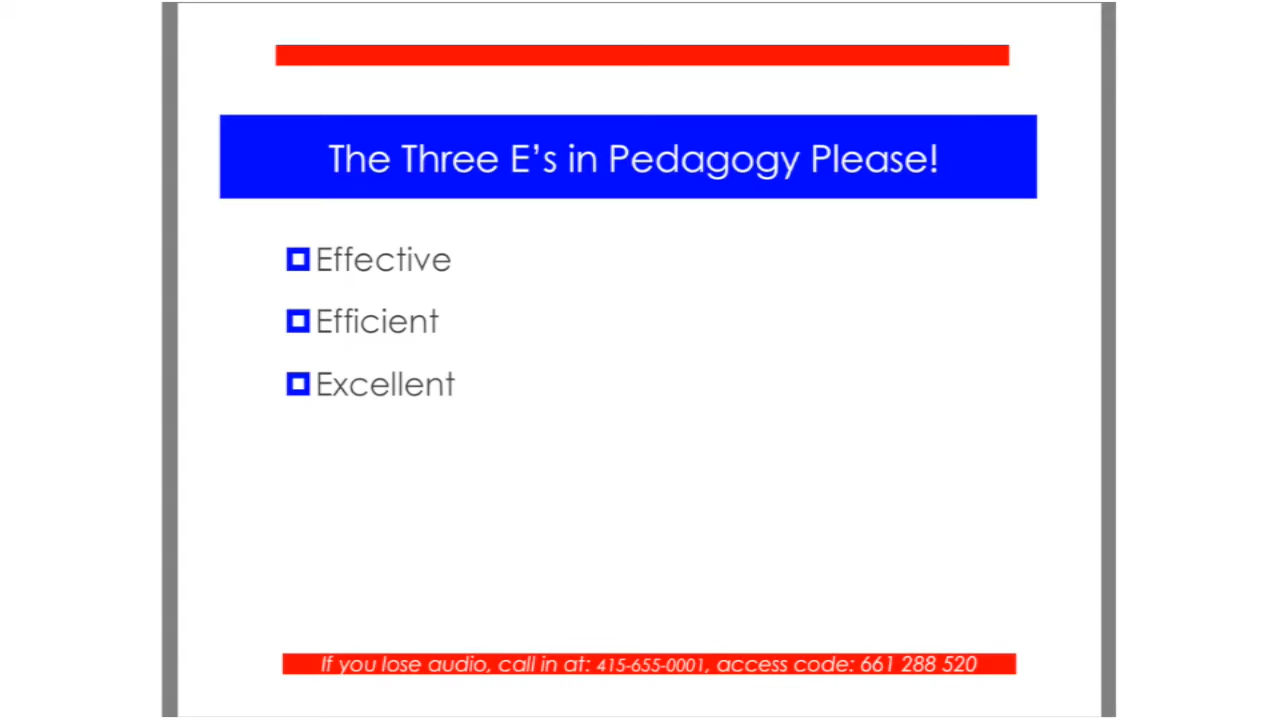 The Three E’s in Pedagogy Please!
Effective
Efficient
Excellent
If you lose audio, call in at: 415-655-0001, access code: 661 288 520